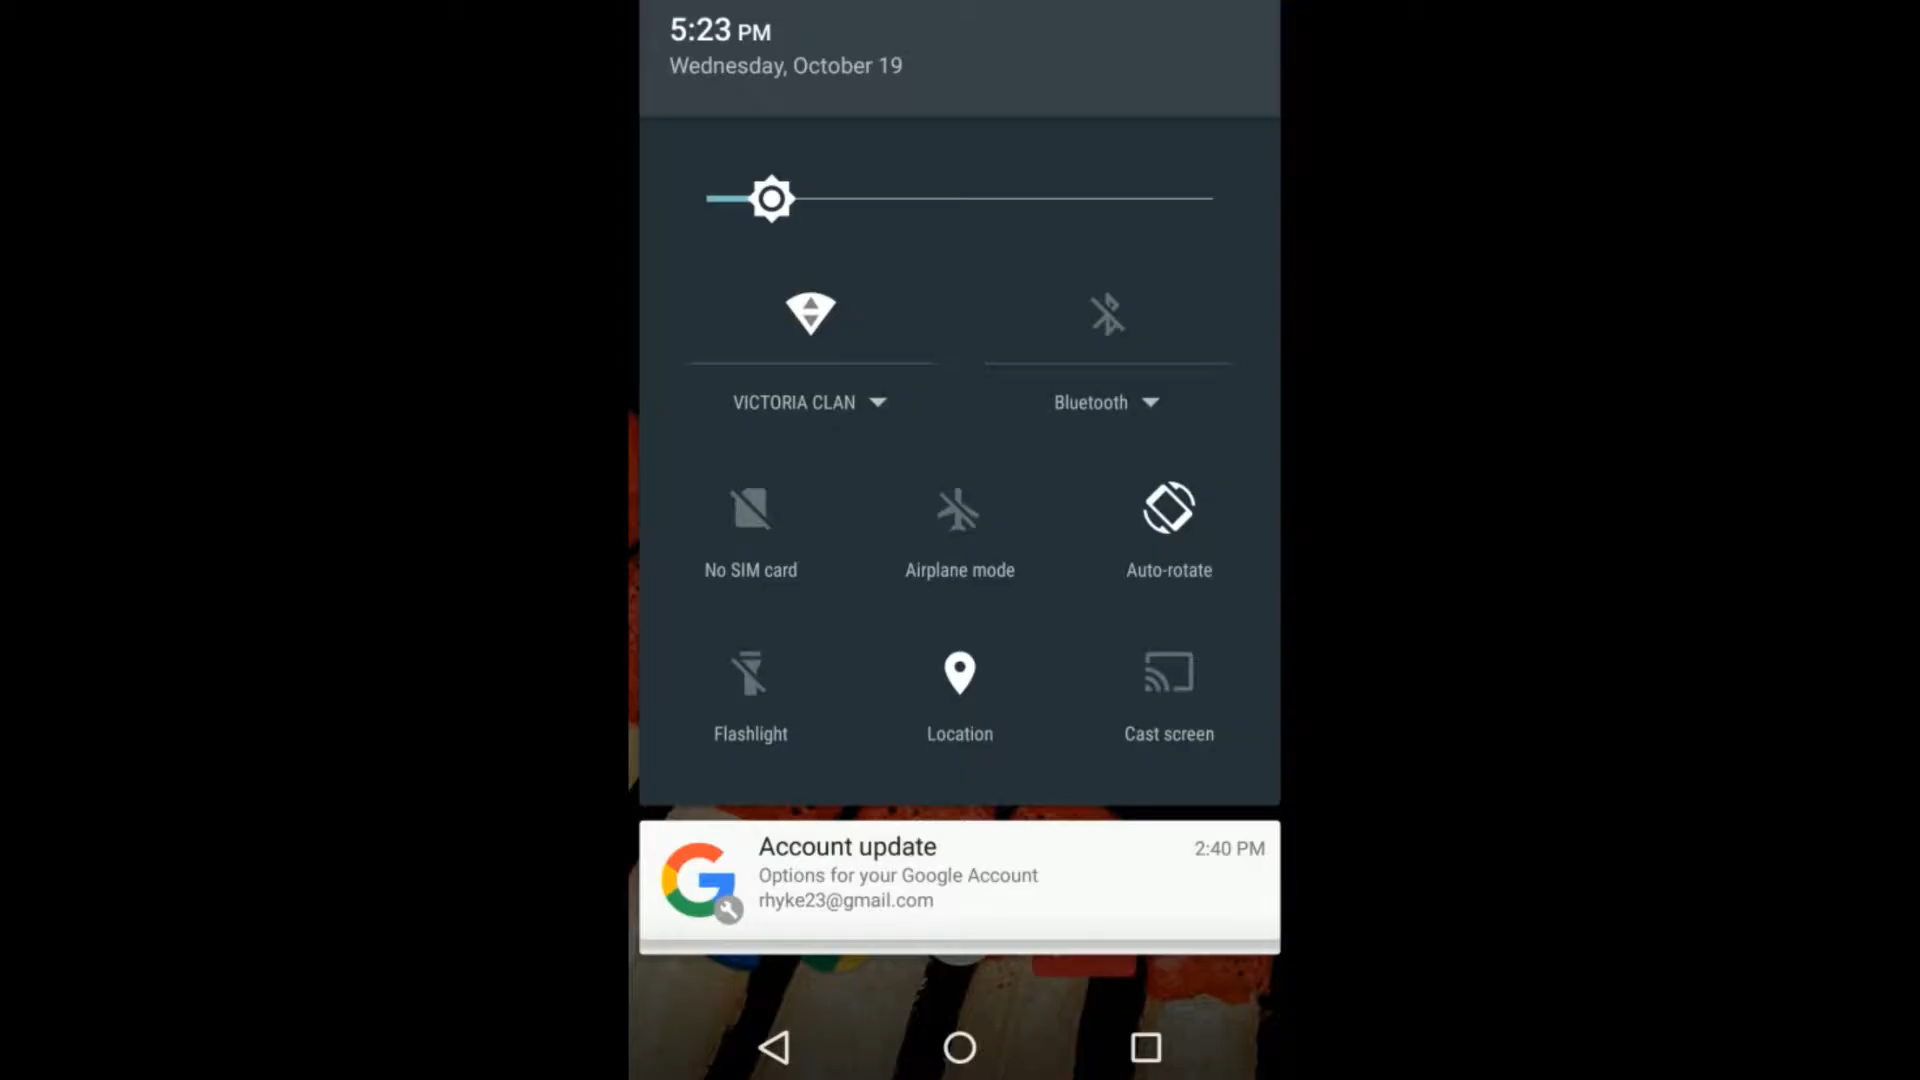 5:23 PM
Wednesday, October 19
VICTORIA CLAN
Bluetooth
No SIM card
Airplane mode
Auto-rotate
Flashlight
Location
Cast screen
Account update
2:40 PM
Options for your Google Account
rhyke23@gmail.com